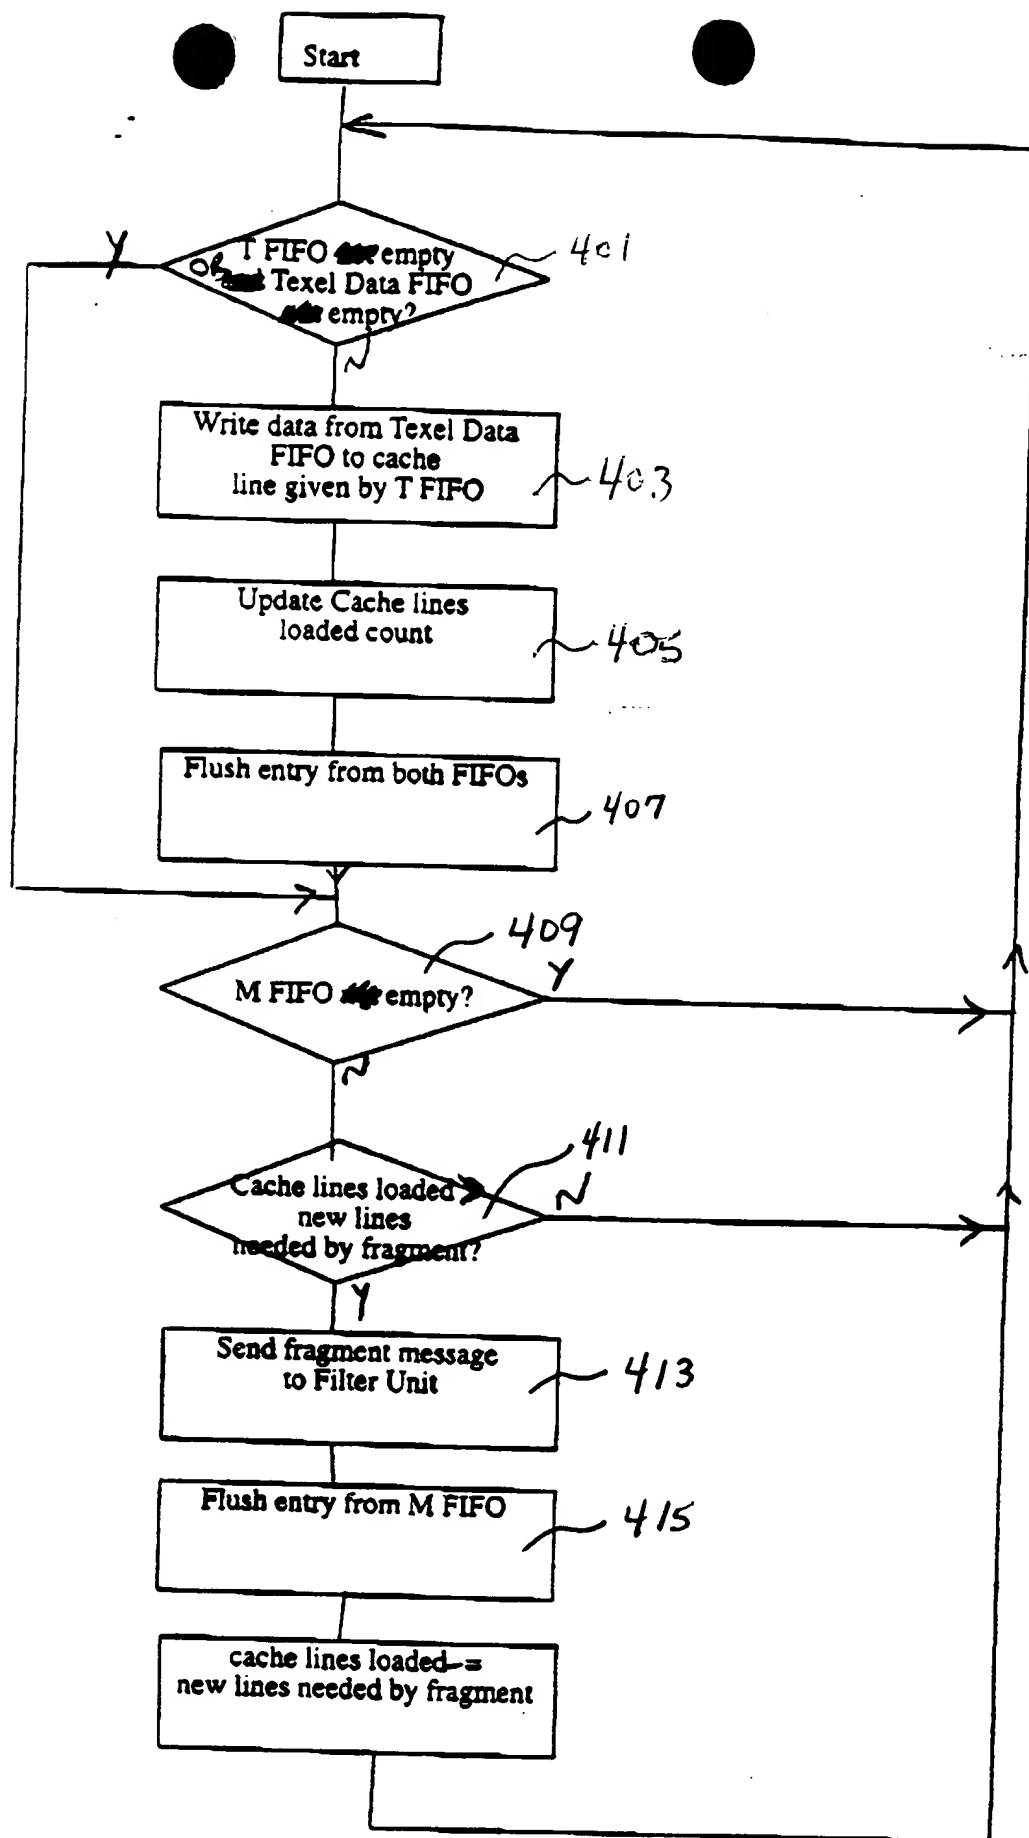 Start
Y
T FIFO empty
OR Texel Data FIFO
empty?
401
N
Write data from Texel Data
FIFO to cache
line given by T FIFO
403
Update Cache lines
loaded count
405
Flush entry from both FIFOs
407
409
M FIFO empty?
Y
N
411
Cache lines loaded
new lines
needed by fragment?
N
Y
Send fragment message
to Filter Unit
413
Flush entry from M FIFO
415
cache lines loaded-=
new lines needed by fragment